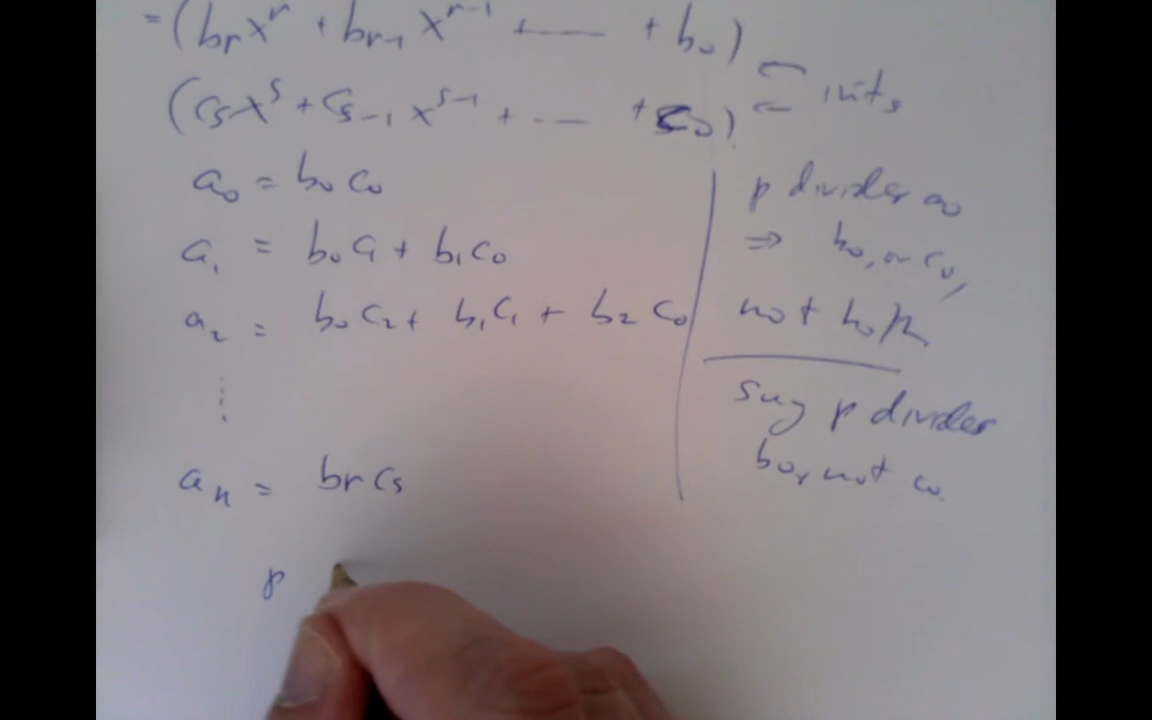 = (b_r x^r + b_{r-1} x^{r-1} + ---- + b_0)
(c_s x^s + c_{s-1} x^{s-1} + ---- + c_0)
ints
a_0 = b_0 c_0
a_1 = b_0 c_1 + b_1 c_0
a_2 = b_0 c_2 + b_1 c_1 + b_2 c_0
⋮
a_n = b_r c_s
p
p divides a_0
⇒ b_0, or c_0,
not both
say p divides
b_0, not c_0